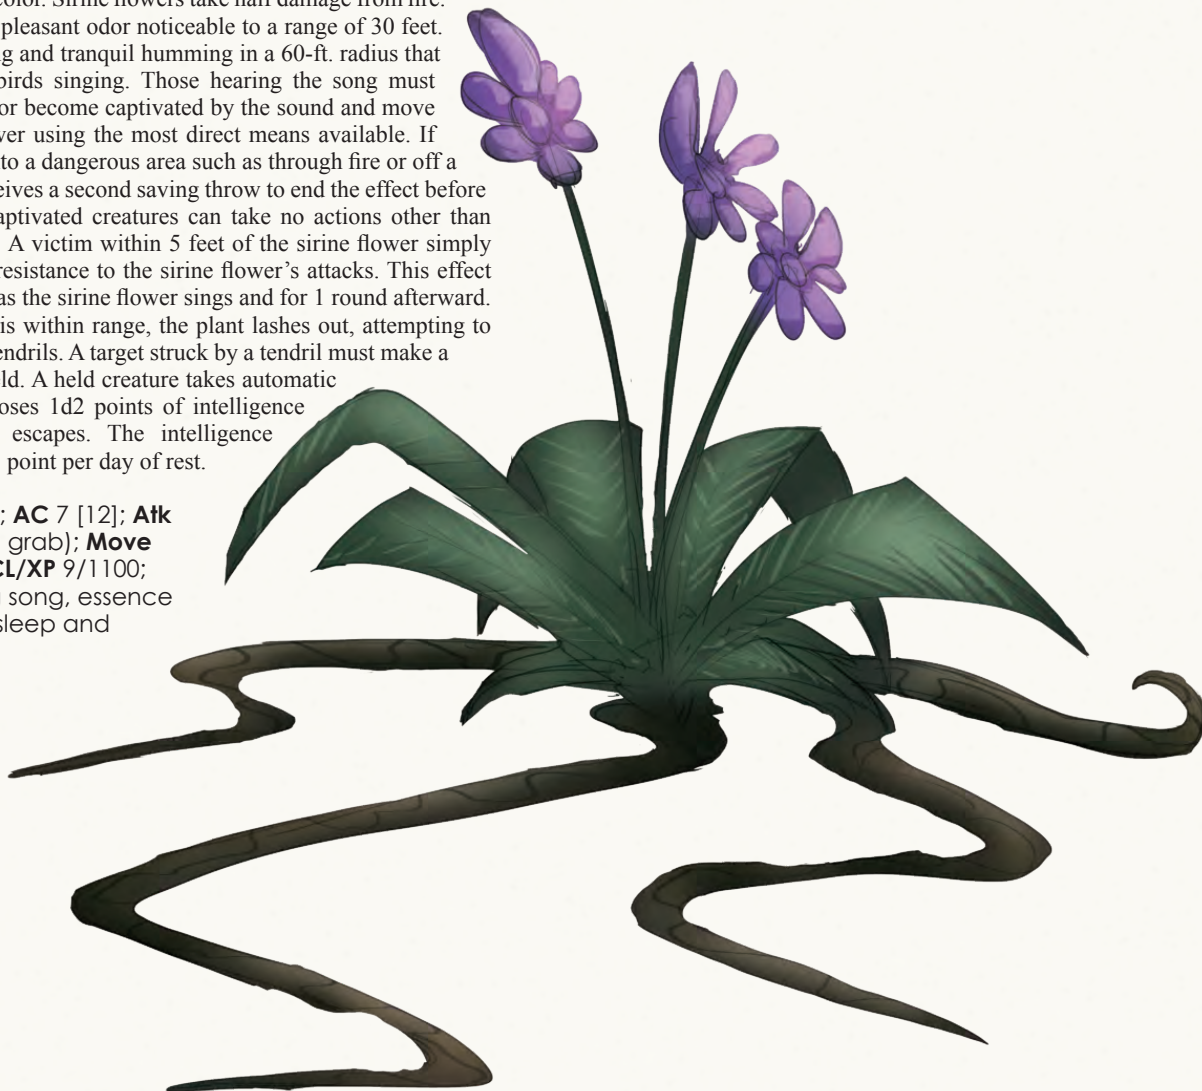 color. Sirine flowers take half damage from fire.
pleasant odor noticeable to a range of 30 feet.
g and tranquil humming in a 60-ft. radius that
birds singing. Those hearing the song must
or become captivated by the sound and move
ver using the most direct means available. If
to a dangerous area such as through fire or off a
eives a second saving throw to end the effect before
aptivated creatures can take no actions other than
. A victim within 5 feet of the sirine flower simply
resistance to the sirine flower’s attacks. This effect
as the sirine flower sings and for 1 round afterward.
is within range, the plant lashes out, attempting to
endrils. A target struck by a tendril must make a
ld. A held creature takes automatic
oses 1d2 points of intelligence
escapes. The intelligence
point per day of rest.
; AC 7 [12]; Atk
grab); Move
CL/XP 9/1100;
song, essence
sleep and